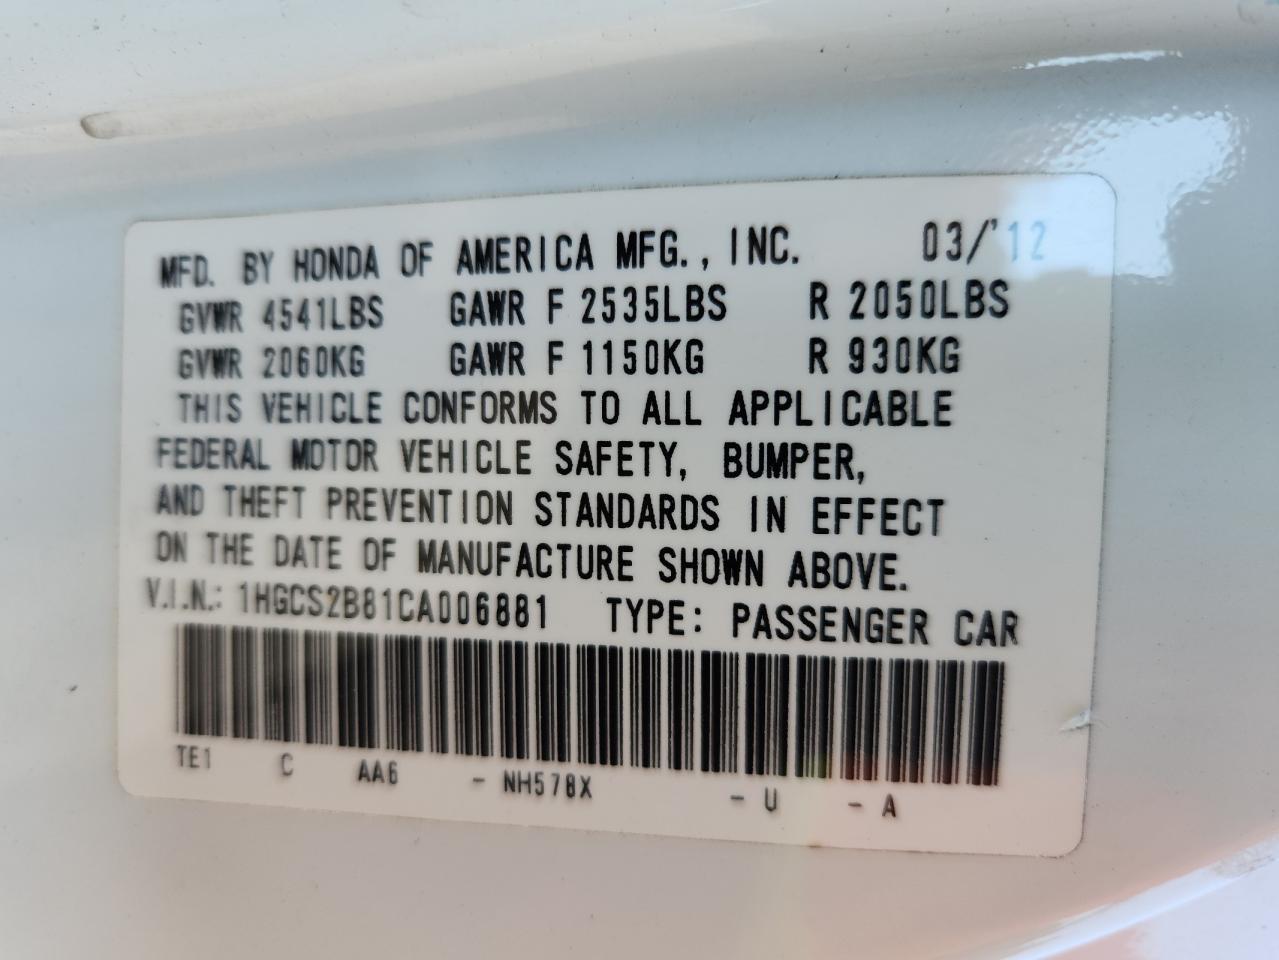 MFD. BY HONDA OF AMERICA MFG., INC. 03/'12
GVWR 4541LBS GAWR F 2535LBS R 2050LBS
GVWR 2060KG GAWR F 1150KG R 930KG
THIS VEHICLE CONFORMS TO ALL APPLICABLE
FEDERAL MOTOR VEHICLE SAFETY, BUMPER,
AND THEFT PREVENTION STANDARDS IN EFFECT
ON THE DATE OF MANUFACTURE SHOWN ABOVE.
V.I.N.: 1HGCS2B81CA006881 TYPE: PASSENGER CAR
TE1 C AA6 - NH578X - U - A